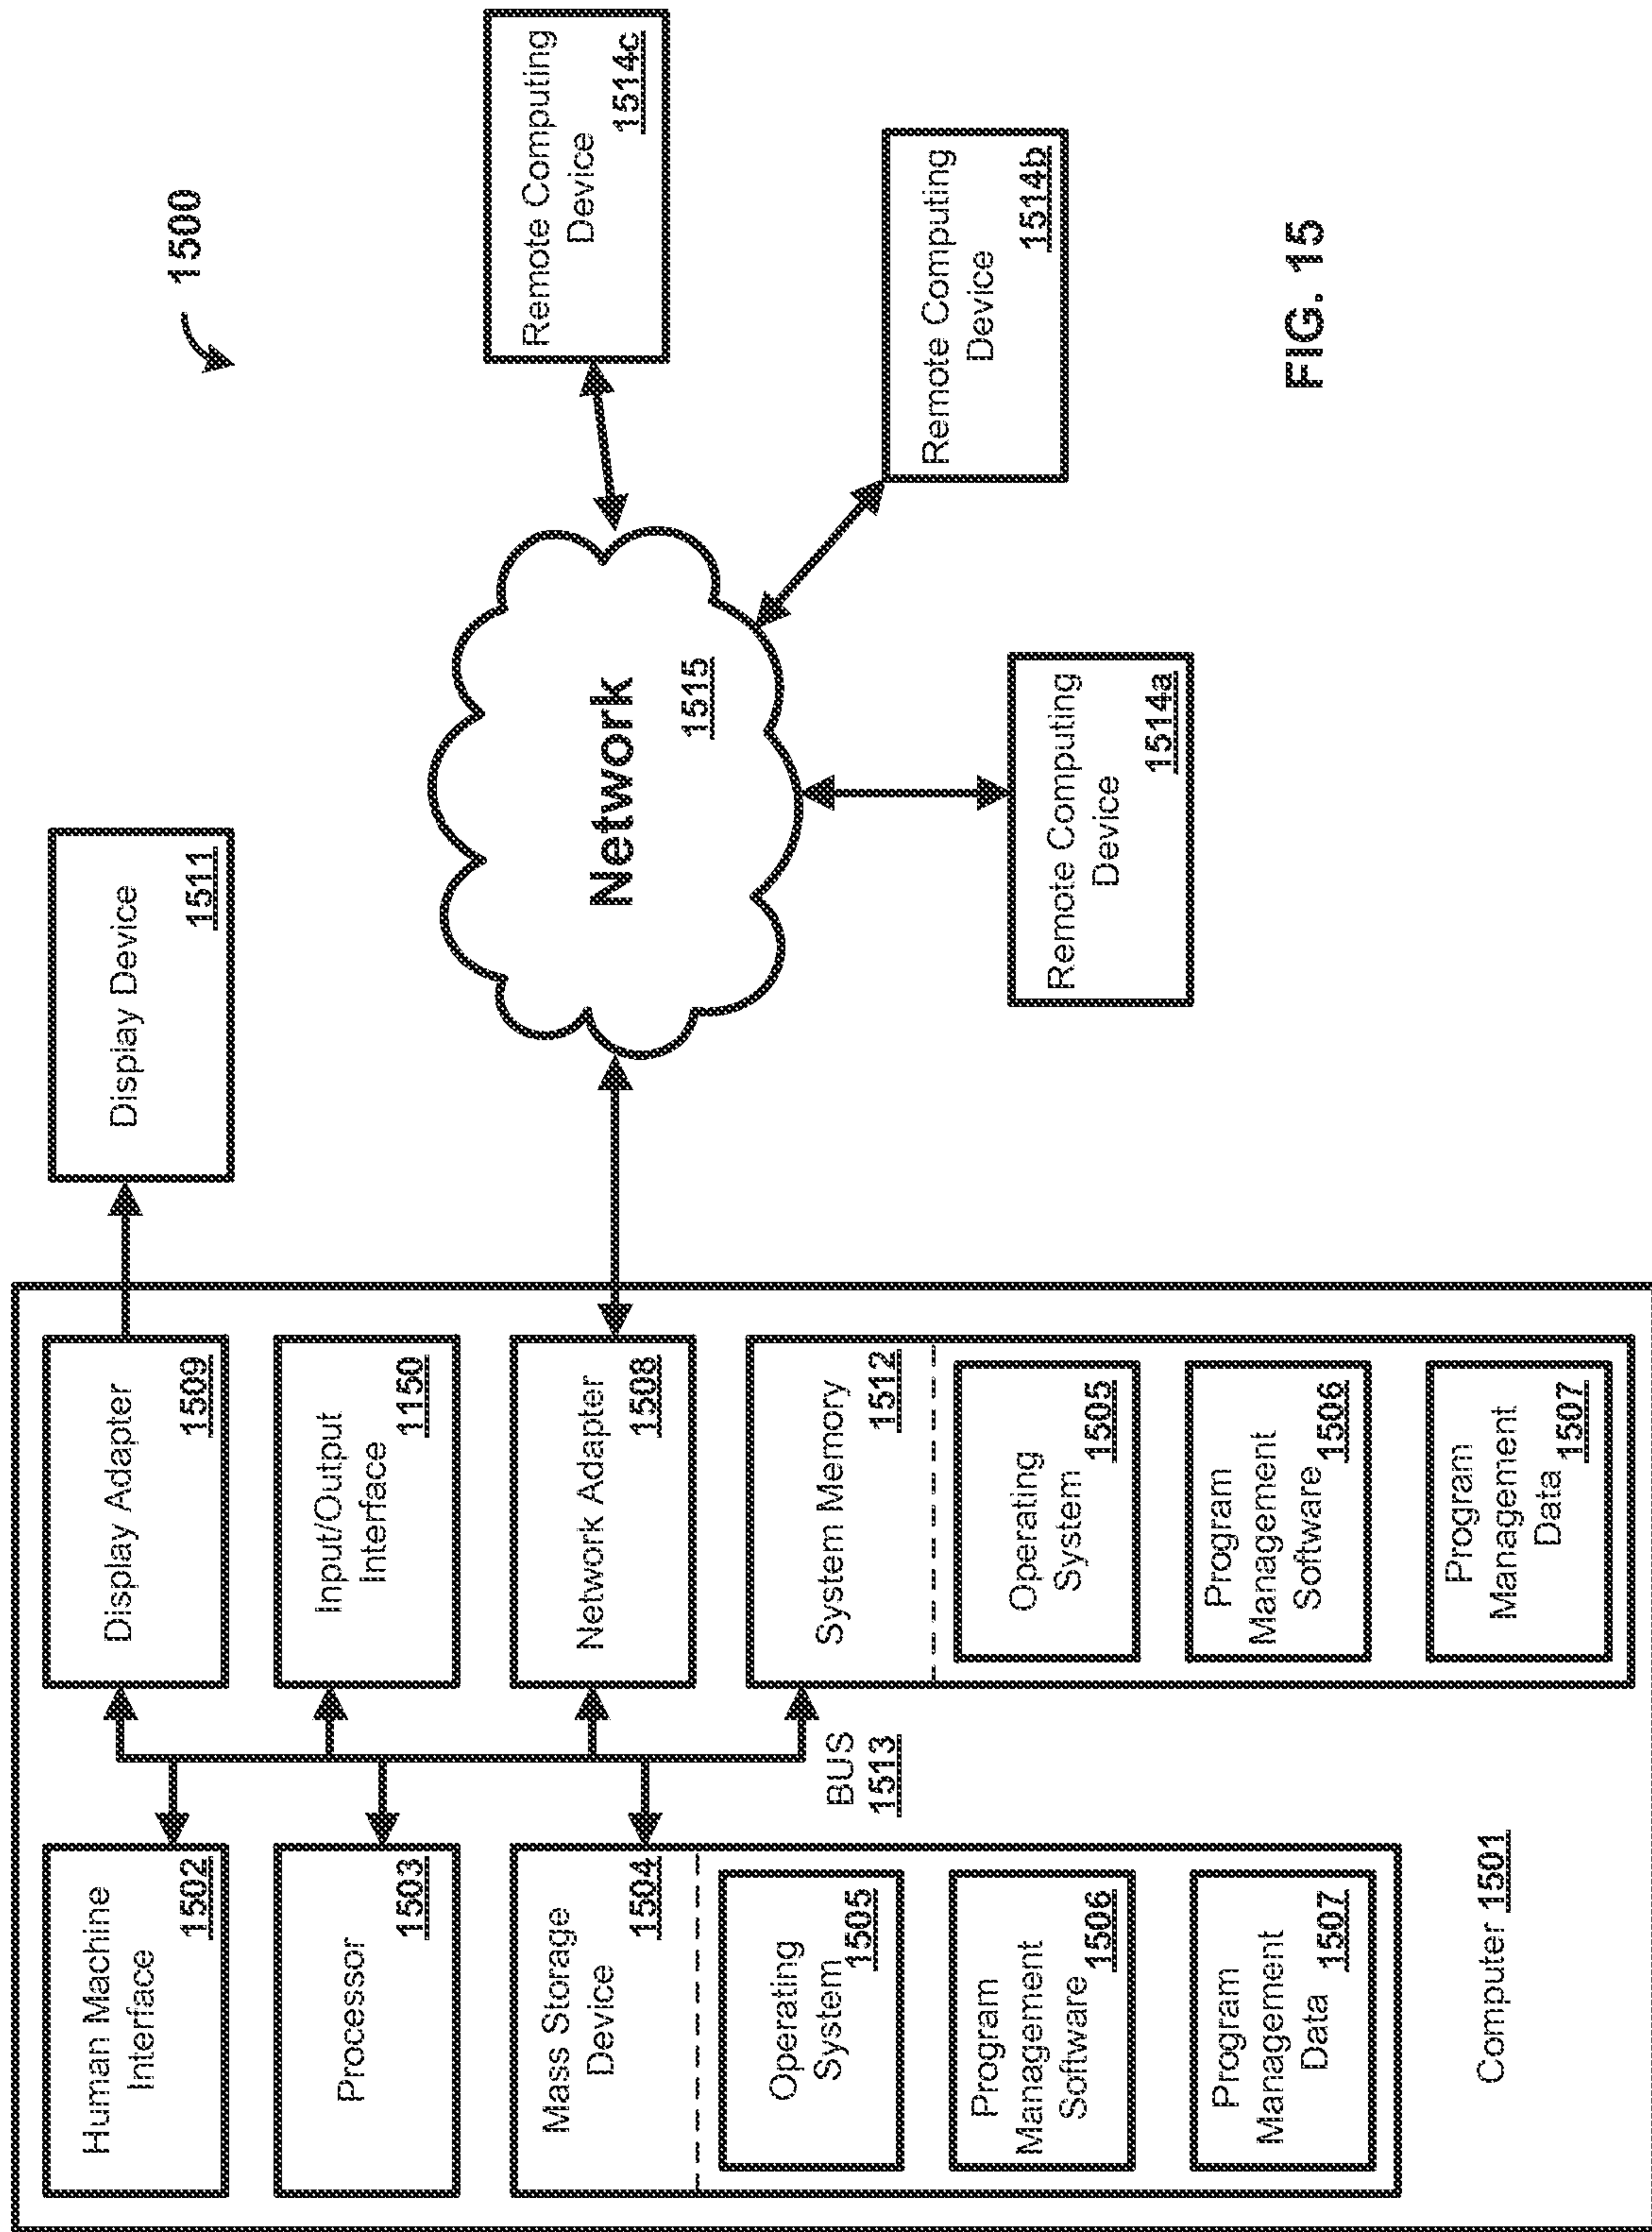 1500
Human Machine
Interface
1502
Processor
1503
Mass Storage
Device
1504
Operating
System
1505
Program
Management
Software
1506
Program
Management
Data
1507
Computer 1501
BUS
1513
Display Adapter
1509
Input/Output
Interface
1150
Network Adapter
1508
System Memory
1512
Operating
System
1505
Program
Management
Software
1506
Program
Management
Data
1507
Display Device
1511
Network
1515
Remote Computing
Device
1514a
Remote Computing
Device
1514b
Remote Computing
Device
1514c
FIG. 15